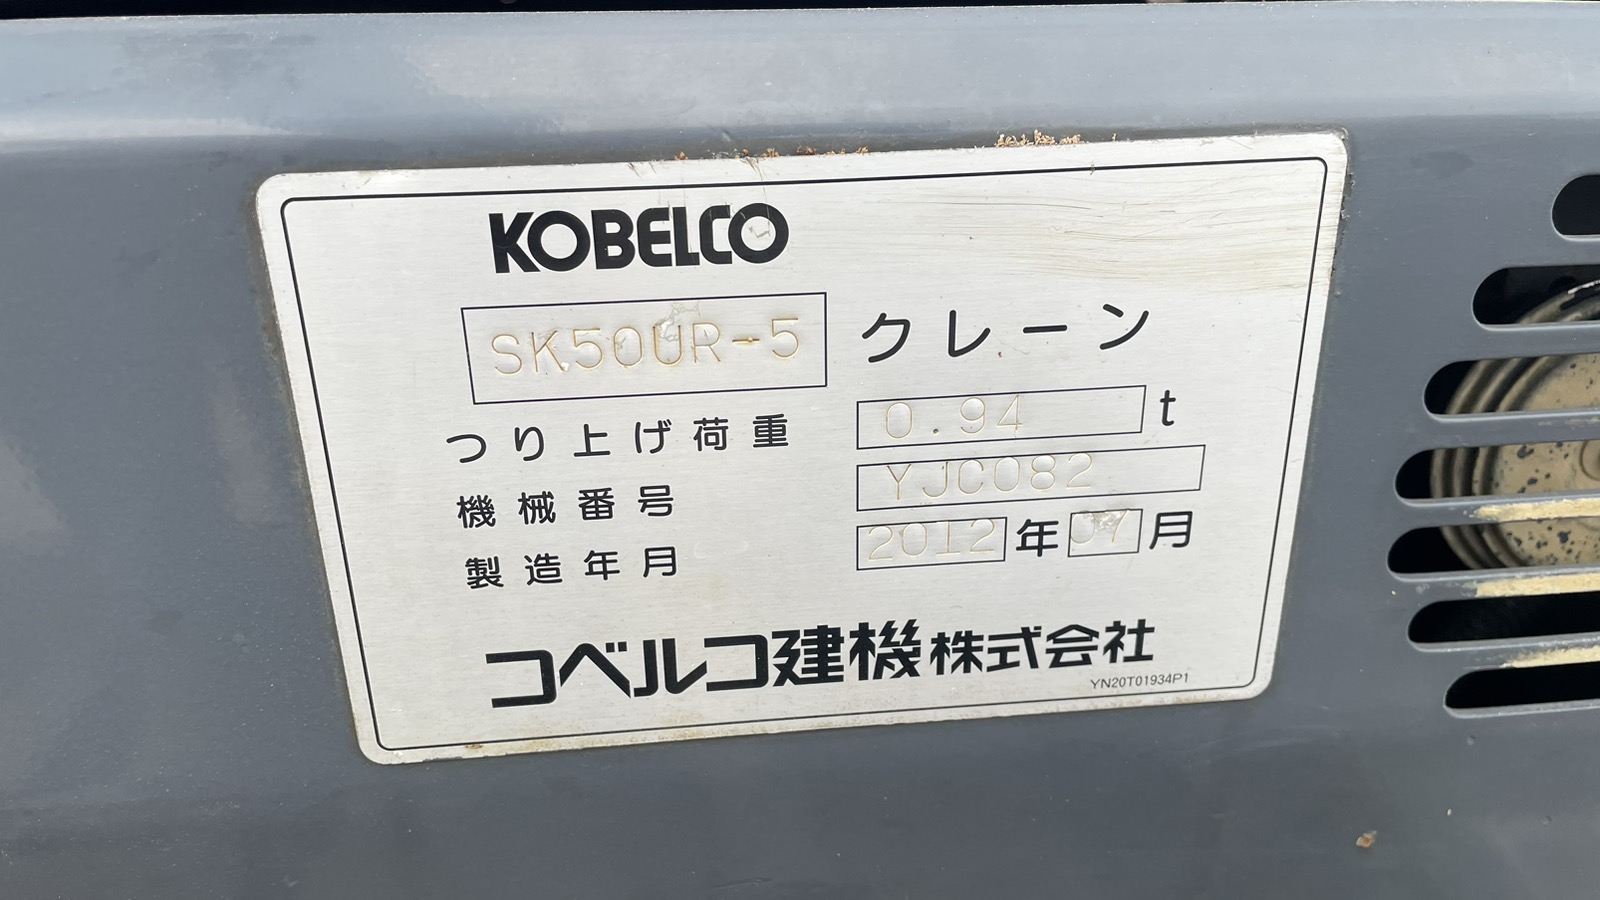 KOBELCO
SK50UR-5 クレーン
つり上げ荷重 0.94 t
機械番号 YJC082
製造年月 2012年07月
コベルコ建機株式会社
YN20T01934P1